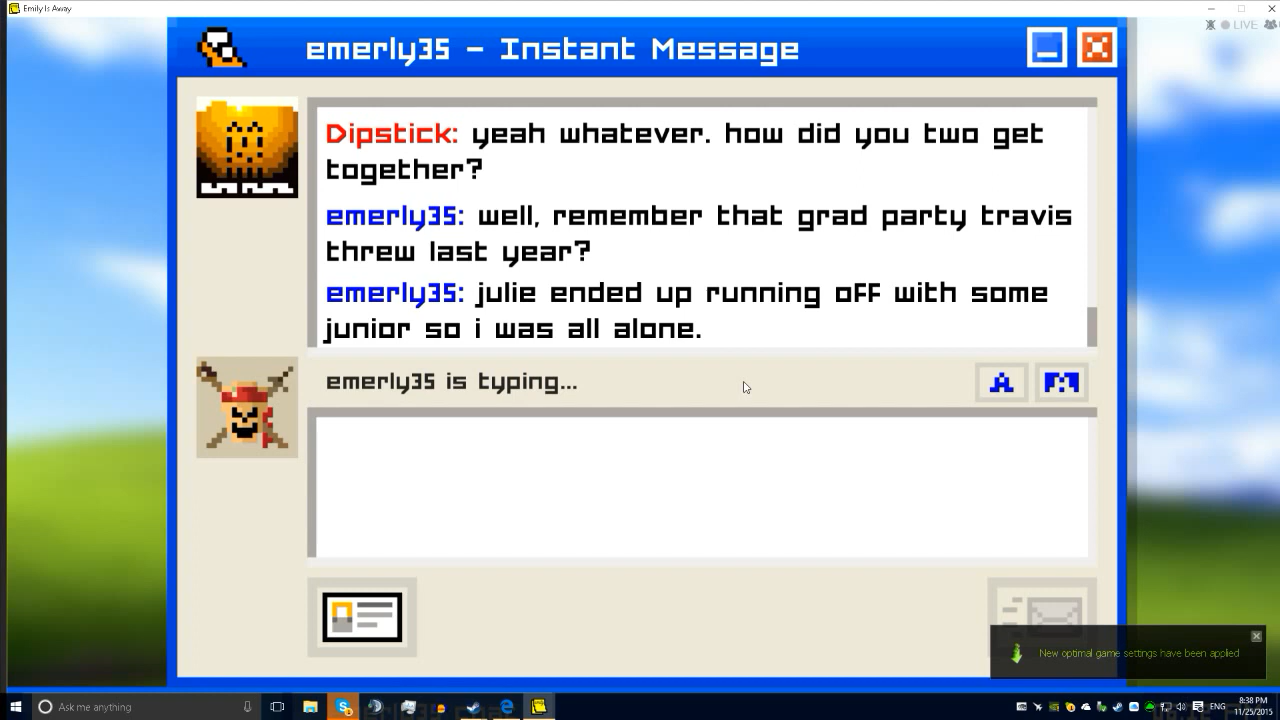 Emily Is Away
LIVE
emerly35 - Instant Message
Dipstick: yeah whatever. how did you two get
together?
emerly35: well, remember that grad party travis
threw last year?
emerly35: julie ended up running off with some
junior so i was all alone.
emerly35 is typing...
New optimal game settings have been applied
Ask me anything
ENG
8:38 PM
11/25/2015